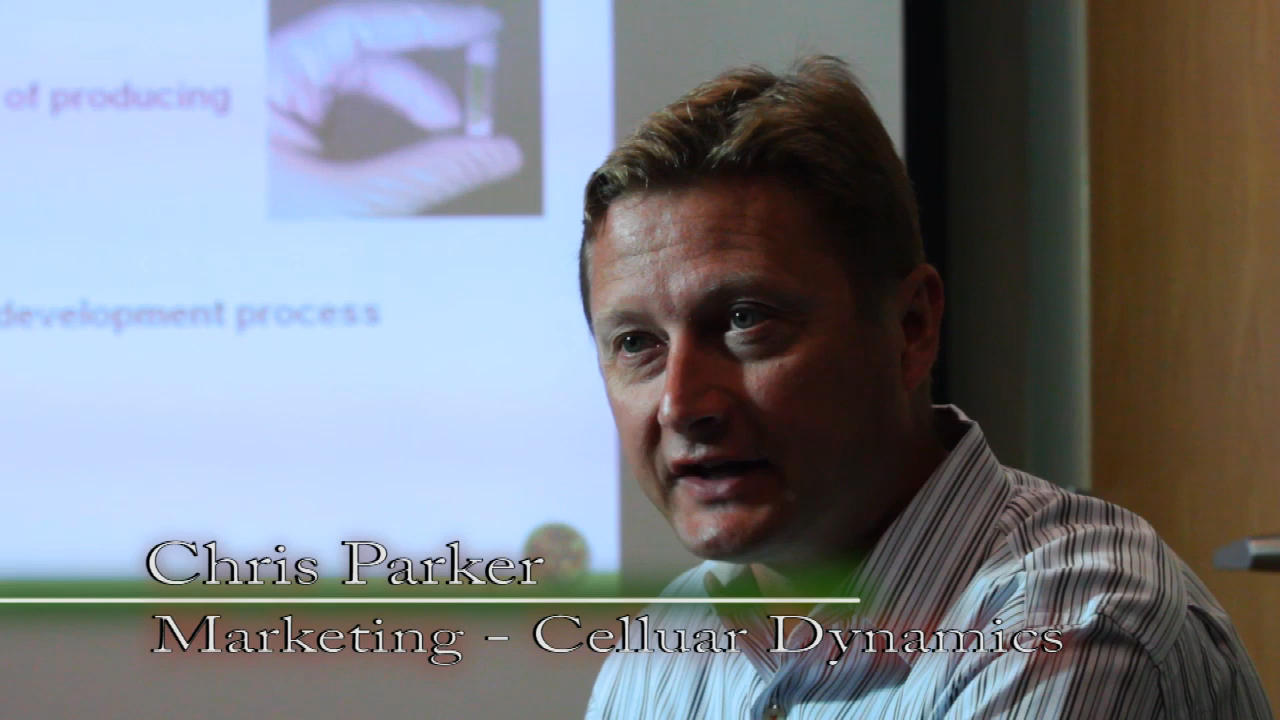 of producing
development process
Chris Parker
Marketing - Celluar Dynamics